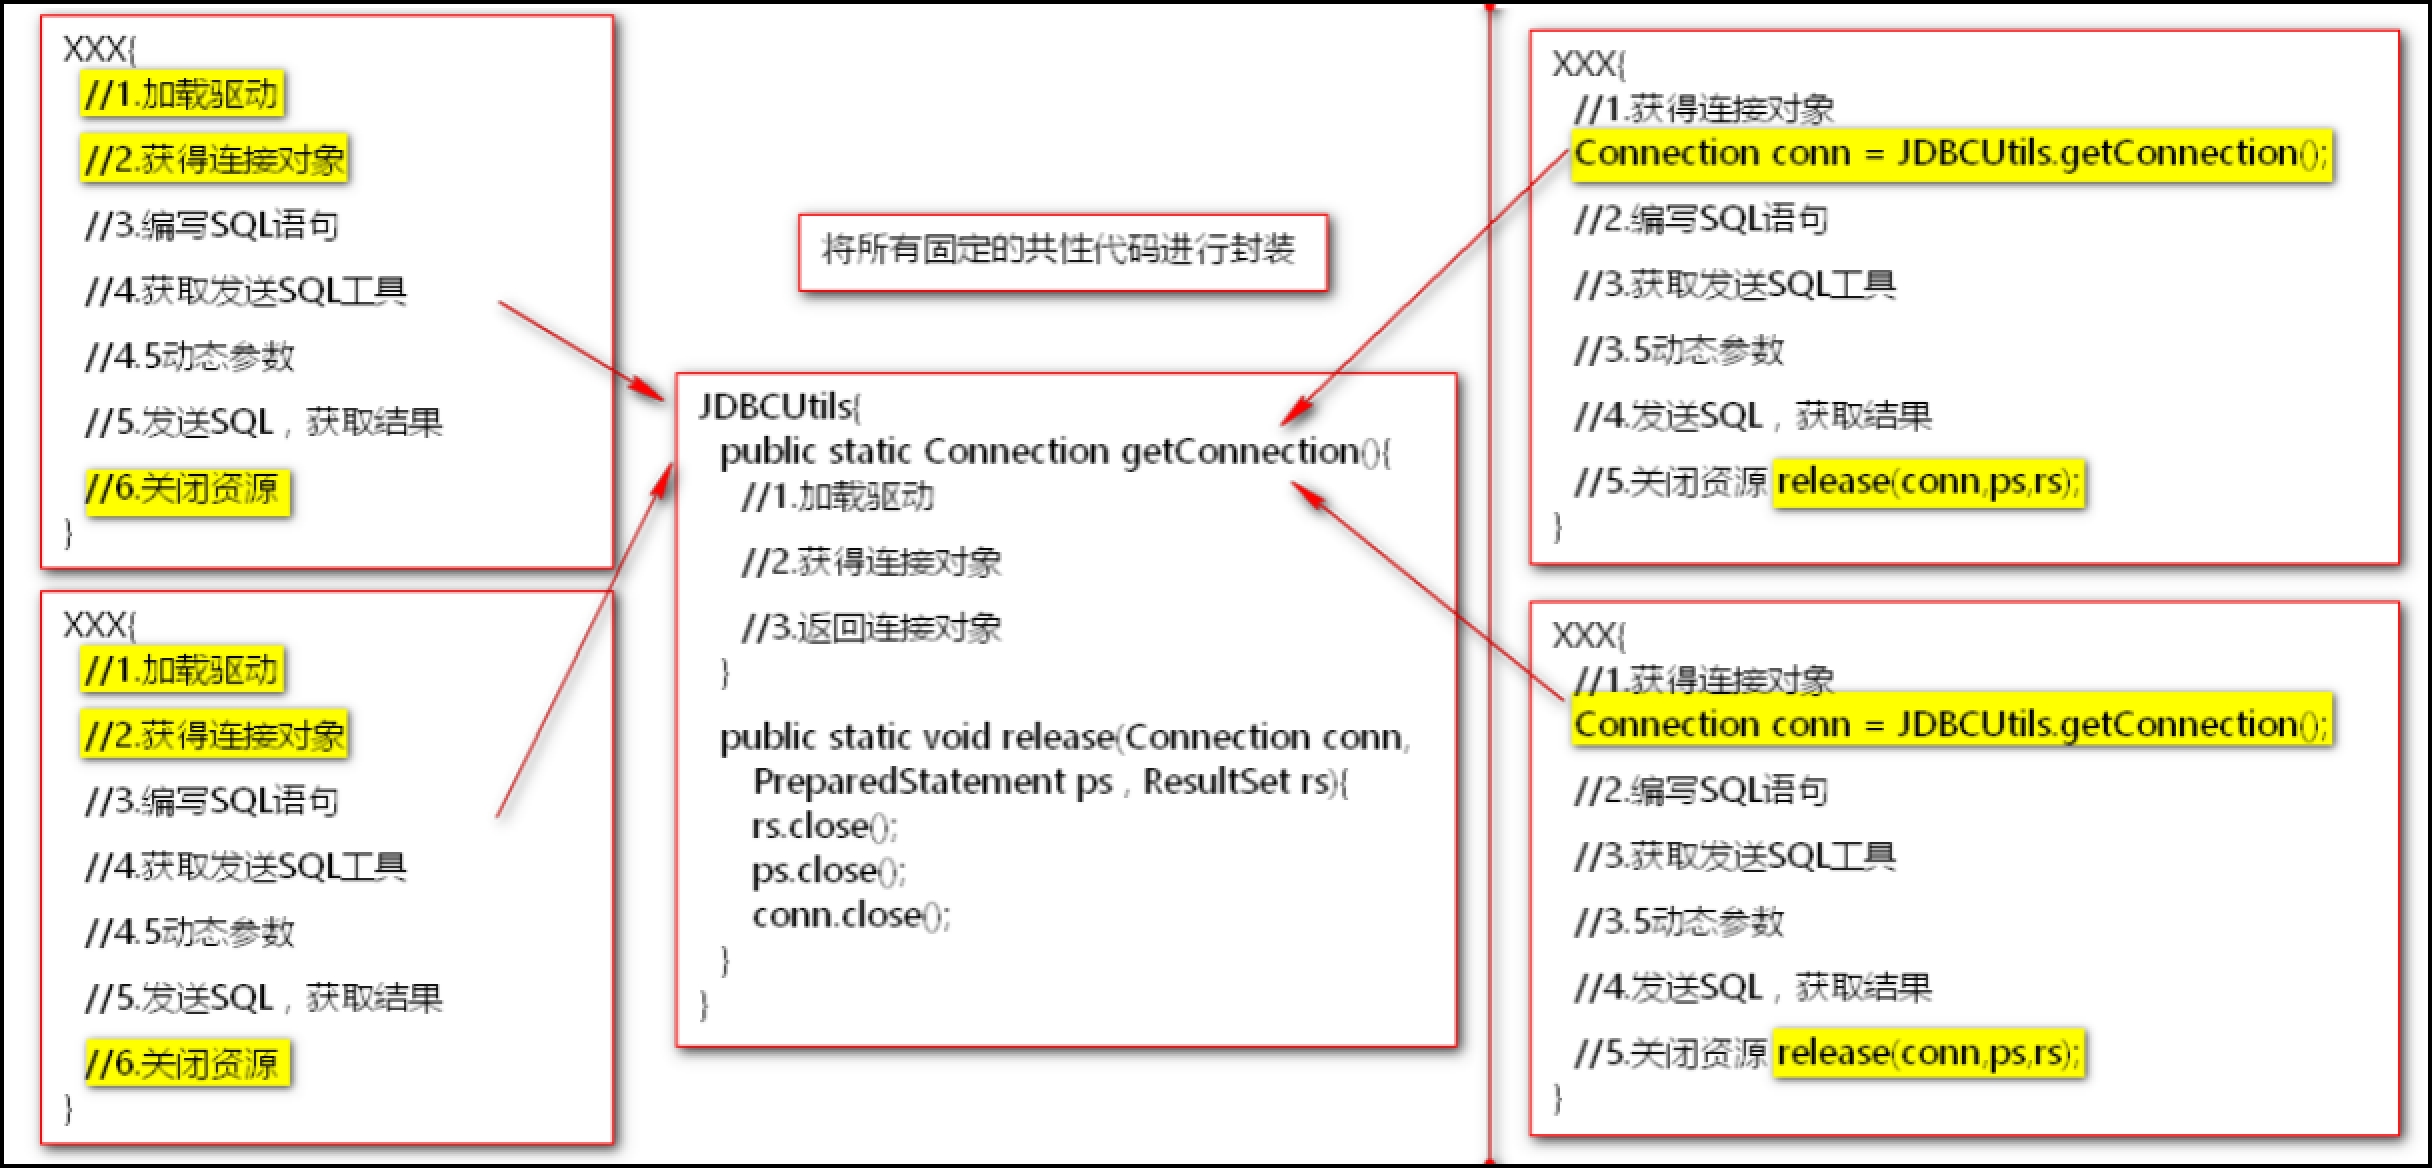 XXX{
//1.加载驱动
//2.获得连接对象
//3.编写SQL语句
//4.获取发送SQL工具
//4.5动态参数
//5.发送SQL，获取结果
//6.关闭资源
}
XXX{
//1.加载驱动
//2.获得连接对象
//3.编写SQL语句
//4.获取发送SQL工具
//4.5动态参数
//5.发送SQL，获取结果
//6.关闭资源
}
将所有固定的共性代码进行封装
JDBCUtils{
public static Connection getConnection(){
//1.加载驱动
//2.获得连接对象
//3.返回连接对象
}
public static void release(Connection conn,
PreparedStatement ps , ResultSet rs){
rs.close();
ps.close();
conn.close();
}
}
XXX{
//1.获得连接对象
Connection conn = JDBCUtils.getConnection();
//2.编写SQL语句
//3.获取发送SQL工具
//3.5动态参数
//4.发送SQL，获取结果
//5.关闭资源 release(conn,ps,rs);
}
XXX{
//1.获得连接对象
Connection conn = JDBCUtils.getConnection();
//2.编写SQL语句
//3.获取发送SQL工具
//3.5动态参数
//4.发送SQL，获取结果
//5.关闭资源 release(conn,ps,rs);
}